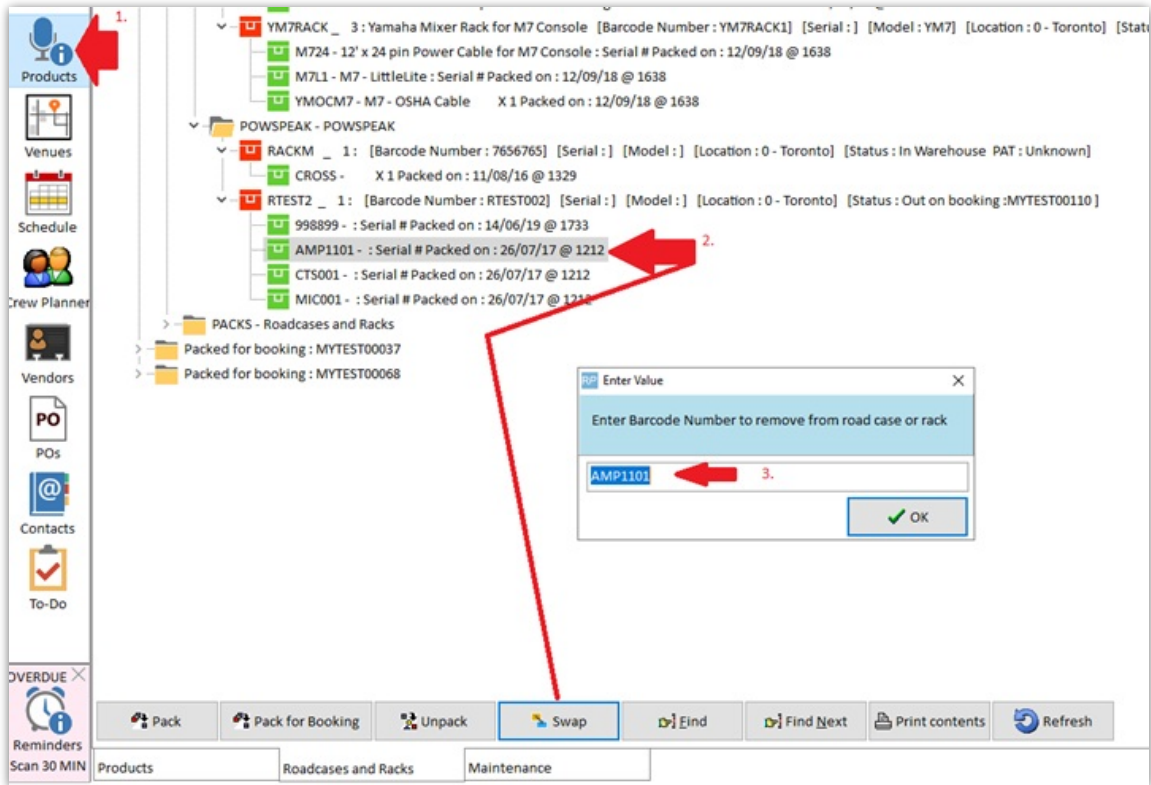 1.
Products
Venues
Schedule
Crew Planner
Vendors
PO
POs
@
Contacts
To-Do
OVERDUE
Reminders
Scan 30 MIN
YM7RACK _ 3 : Yamaha Mixer Rack for M7 Console [Barcode Number : YM7RACK1] [Serial : ] [Model : YM7] [Location : 0 - Toronto] [Statu
M724 - 12' x 24 pin Power Cable for M7 Console : Serial # Packed on : 12/09/18 @ 1638
M7L1 - M7 - LittleLite : Serial # Packed on : 12/09/18 @ 1638
YMOCM7 - M7 - OSHA Cable X 1 Packed on : 12/09/18 @ 1638
POWSPEAK - POWSPEAK
RACKM _ 1 : [Barcode Number : 7656765] [Serial : ] [Model : ] [Location : 0 - Toronto] [Status : In Warehouse PAT : Unknown]
CROSS - X 1 Packed on : 11/08/16 @ 1329
RTEST2 _ 1 : [Barcode Number : RTEST002] [Serial : ] [Model : ] [Location : 0 - Toronto] [Status : Out on booking :MYTEST00110 ]
998899 - : Serial # Packed on : 14/06/19 @ 1733
AMP1101 - : Serial # Packed on : 26/07/17 @ 1212
2.
CTS001 - : Serial # Packed on : 26/07/17 @ 1212
MIC001 - : Serial # Packed on : 26/07/17 @ 1212
PACKS - Roadcases and Racks
Packed for booking : MYTEST00037
Packed for booking : MYTEST00068
RP Enter Value
Enter Barcode Number to remove from road case or rack
AMP1101
3.
OK
Pack
Pack for Booking
Unpack
Swap
Find
Find Next
Print contents
Refresh
Products
Roadcases and Racks
Maintenance